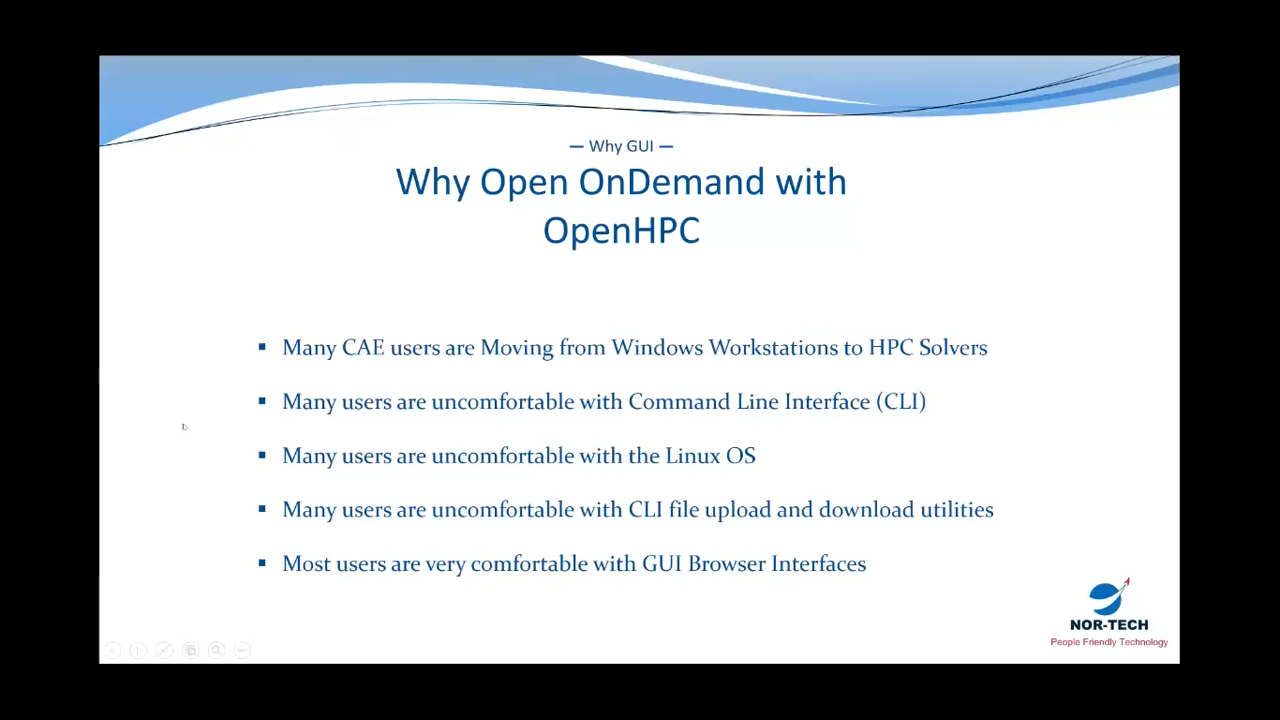 — Why GUI —
Why Open OnDemand with
OpenHPC
▪ Many CAE users are Moving from Windows Workstations to HPC Solvers
▪ Many users are uncomfortable with Command Line Interface (CLI)
▪ Many users are uncomfortable with the Linux OS
▪ Many users are uncomfortable with CLI file upload and download utilities
▪ Most users are very comfortable with GUI Browser Interfaces
NOR-TECH
People Friendly Technology